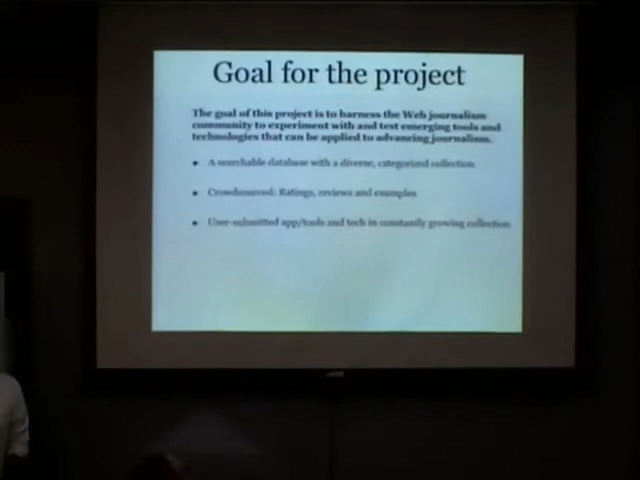 Goal for the project
The goal of this project is to harness the Web journalism
community to experiment with and test emerging tools and
technologies that can be applied to advancing journalism.
• A searchable database with a diverse, categorized collection
• Crowdsourced: Ratings, reviews and examples
• User-submitted app/tools and tech in constantly growing collection